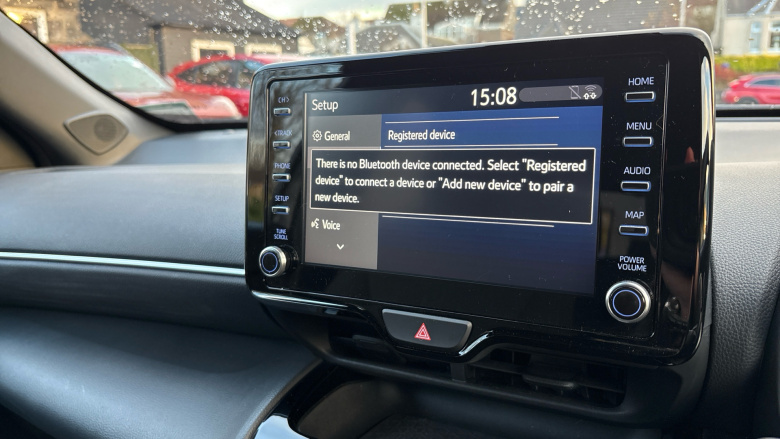 CH >
< TRACK
PHONE
SETUP
TUNE
SCROLL
Setup
15:08
General
Registered device
There is no Bluetooth device connected. Select "Registered
device" to connect a device or "Add new device" to pair a
new device.
Voice
HOME
MENU
AUDIO
MAP
POWER
VOLUME